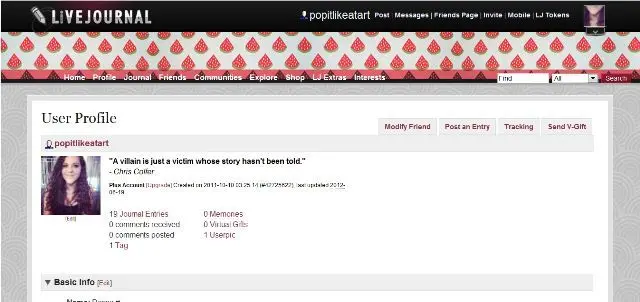 LiVEJOURNAL
popitlikeatart Post | Messages | Friends Page | Invite | Mobile | LJ Tokens
Home Profile Journal Friends Communities Explore Shop LJ Extras Interests
Find All Search
User Profile
Modify Friend Post an Entry Tracking Send V-Gift
popitlikeatart
"A villain is just a victim whose story hasn't been told."
- Chris Colfer
Plus Account [Upgrade] Created on 2011-10-10 03:25:14 (#42725822), last updated 2012-
06-19
[Edit]
19 Journal Entries 0 Memories
0 comments received 0 Virtual Gifts
0 comments posted 1 Userpic
1 Tag
Basic Info [Edit]
Name: